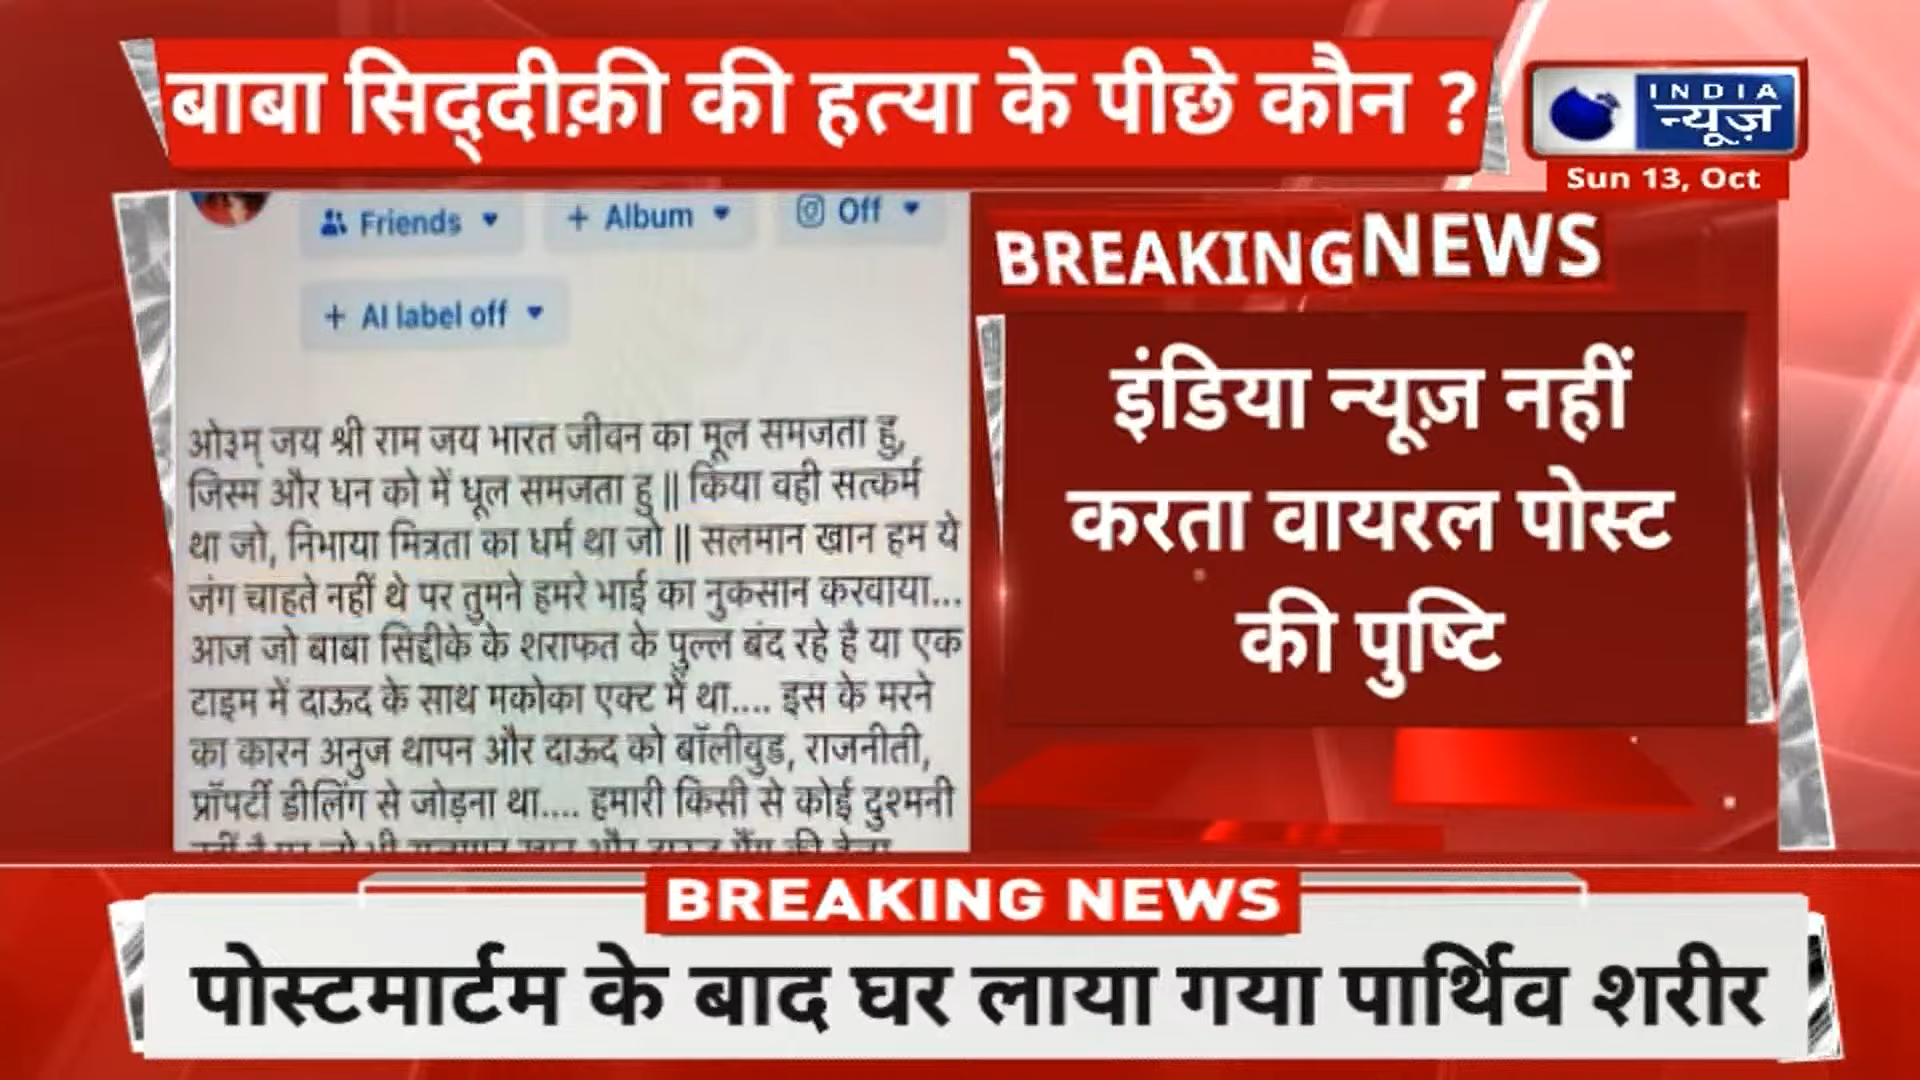 बाबा सिद्दीक़ी की हत्या के पीछे कौन ?
INDIA
न्यूज़
Sun 13, Oct
Friends
+ Album
Off
+ AI label off
ओ३म् जय श्री राम जय भारत जीवन का मूल समजता हु,
जिस्म और धन को में धूल समजता हु || किया वही सत्कर्म
था जो, निभाया मित्रता का धर्म था जो || सलमान खान हम ये
जंग चाहते नहीं थे पर तुमने हमरे भाई का नुकसान करवाया...
आज जो बाबा सिद्दीके के शराफत के पुल्ल बंद रहे है या एक
टाइम में दाऊद के साथ मकोका एक्ट में था.... इस के मरने
का कारन अनुज थापन और दाऊद को बॉलीवुड, राजनीती,
प्रॉपर्टी डीलिंग से जोड़ना था.... हमारी किसी से कोई दुश्मनी
BREAKING NEWS
इंडिया न्यूज़ नहीं
करता वायरल पोस्ट
की पुष्टि
BREAKING NEWS
पोस्टमार्टम के बाद घर लाया गया पार्थिव शरीर